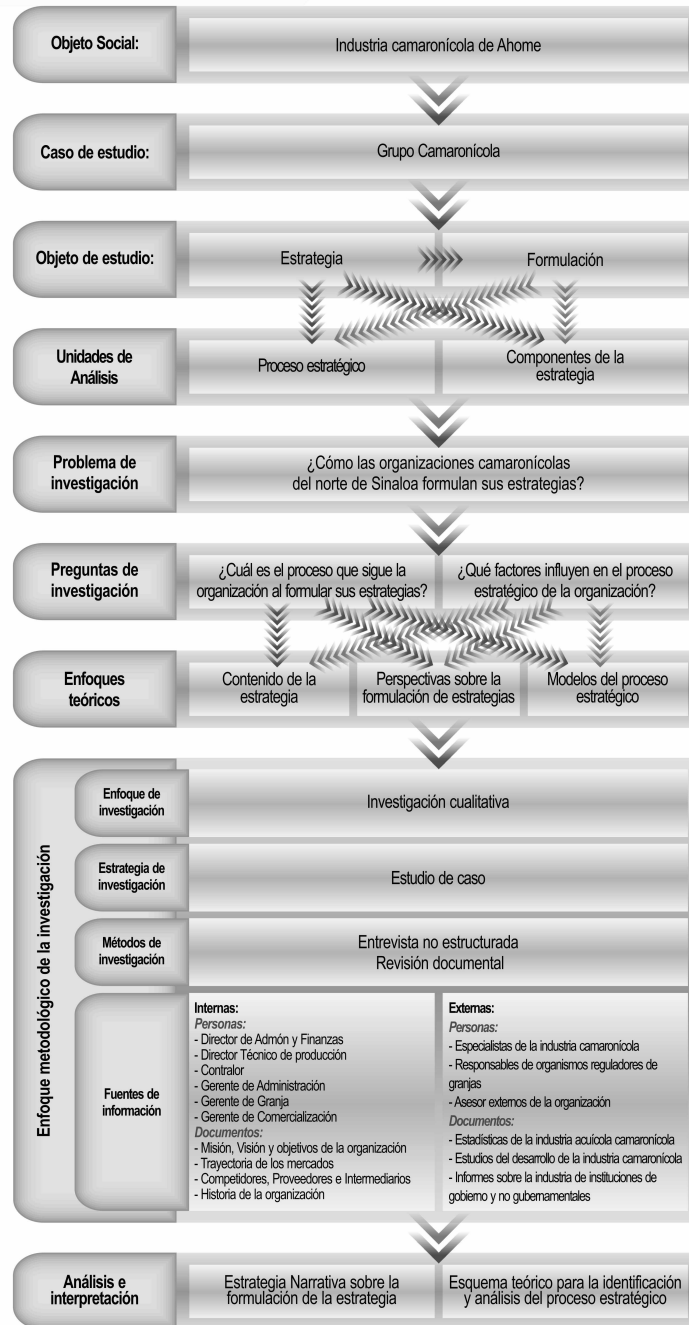 Objeto Social:
Industria camaronícola de Ahome
Caso de estudio:
Grupo Camaronícola
Objeto de estudio:
Estrategia
Formulación
Unidades de
Análisis
Proceso estratégico
Componentes de la
estrategia
Problema de
investigación
¿Cómo las organizaciones camaronícolas
del norte de Sinaloa formulan sus estrategias?
Preguntas de
investigación
¿Cuál es el proceso que sigue la
organización al formular sus estrategias?
¿Qué factores influyen en el proceso
estratégico de la organización?
Enfoques
teóricos
Contenido de la
estrategia
Perspectivas sobre la
formulación de estrategias
Modelos del proceso
estratégico
Enfoque metodológico de la investigación
Enfoque de
investigación
Investigación cualitativa
Estrategia de
investigación
Estudio de caso
Métodos de
investigación
Entrevista no estructurada
Revisión documental
Fuentes de
información
Internas:
Personas:
- Director de Admón y Finanzas
- Director Técnico de producción
- Contralor
- Gerente de Administración
- Gerente de Granja
- Gerente de Comercialización
Documentos:
- Misión, Visión y objetivos de la organización
- Trayectoria de los mercados
- Competidores, Proveedores e Intermediarios
- Historia de la organización
Externas:
Personas:
- Especialistas de la industria camaronícola
- Responsables de organismos reguladores de
granjas
- Asesor externos de la organización
Documentos:
- Estadísticas de la industria acuícola camaronícola
- Estudios del desarrollo de la industria camaronícola
- Informes sobre la industria de instituciones de
gobierno y no gubernamentales
Análisis e
interpretación
Estrategia Narrativa sobre la
formulación de la estrategia
Esquema teórico para la identificación
y análisis del proceso estratégico